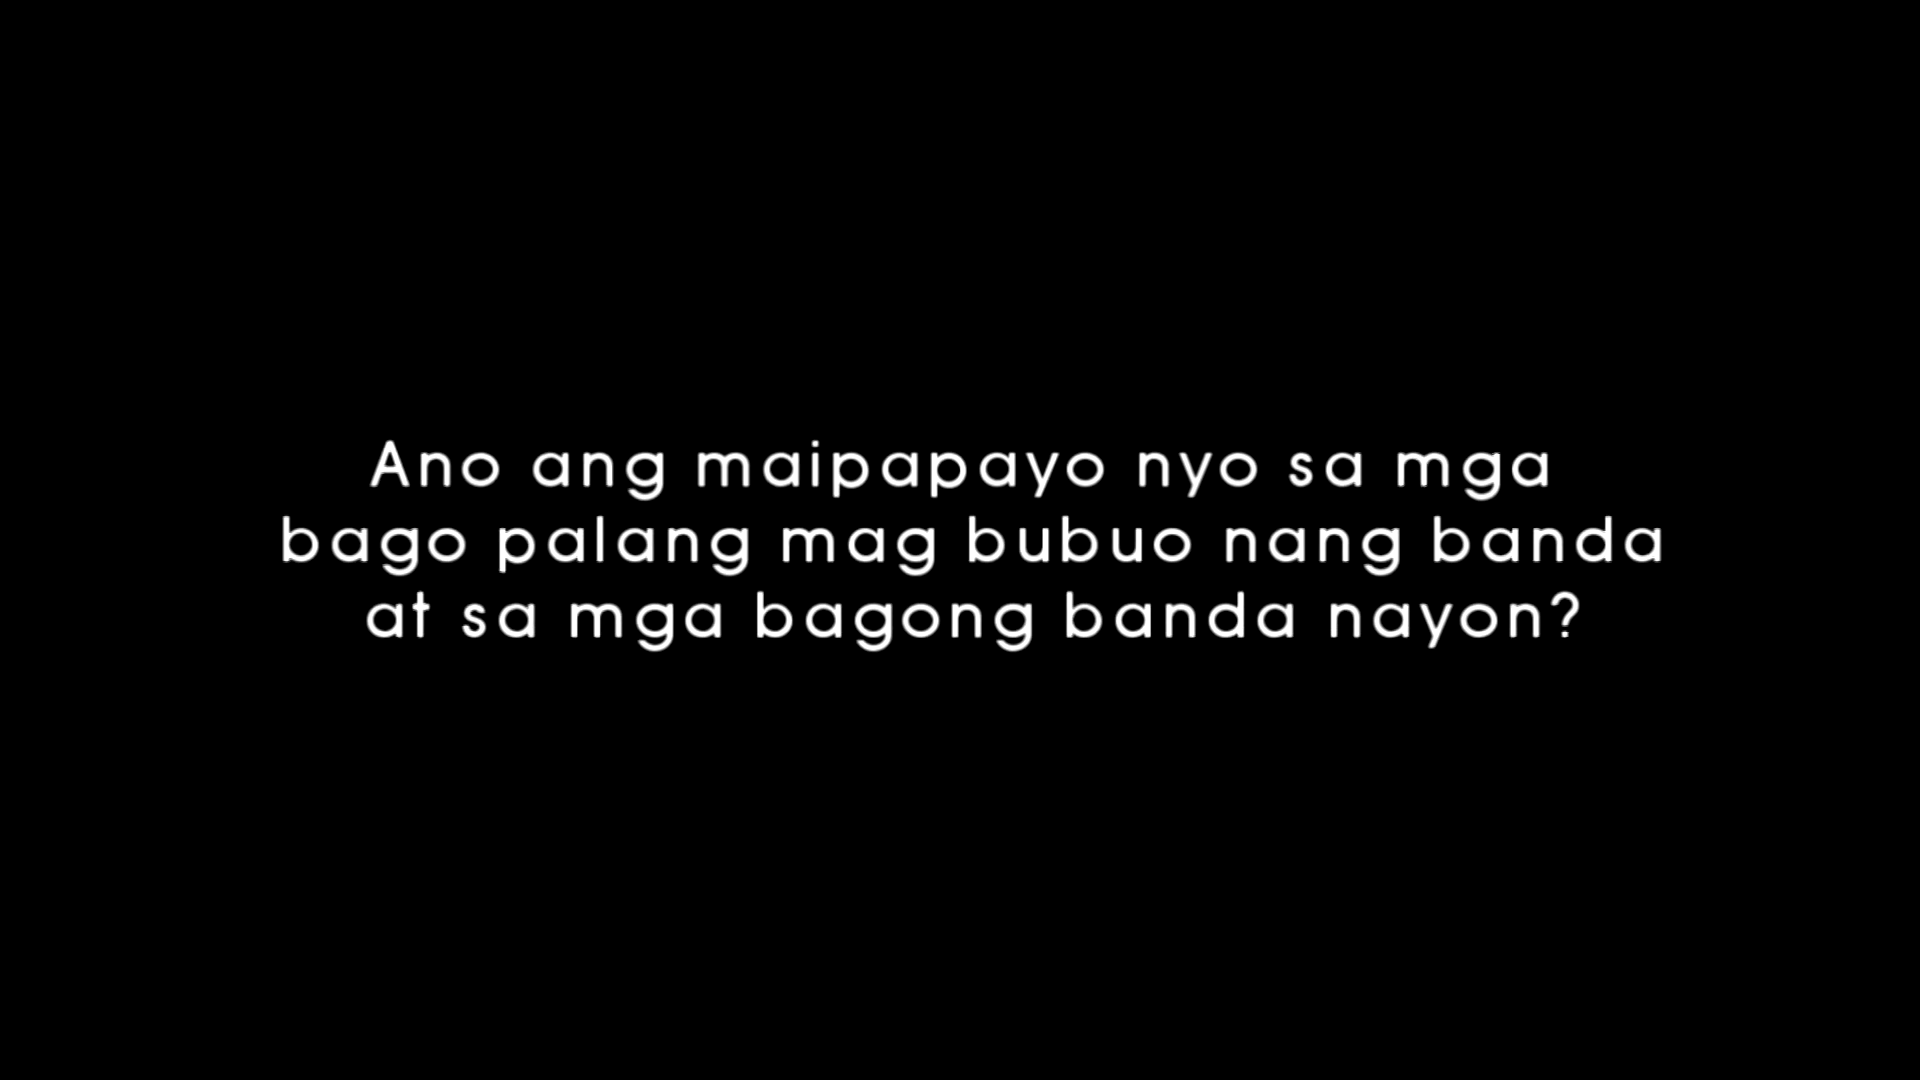 Ano ang maipapayo nyo sa mga
bago palang mag bubuo nang banda
at sa mga bagong banda nayon?